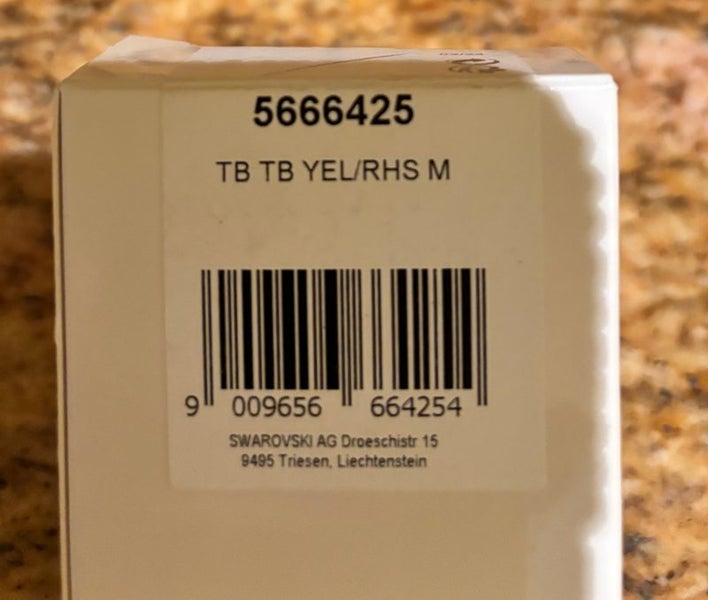 5666425
TB TB YEL/RHS M
9 009656 664254
SWAROVSKI AG Droeschistr 15
9495 Triesen, Liechtenstein